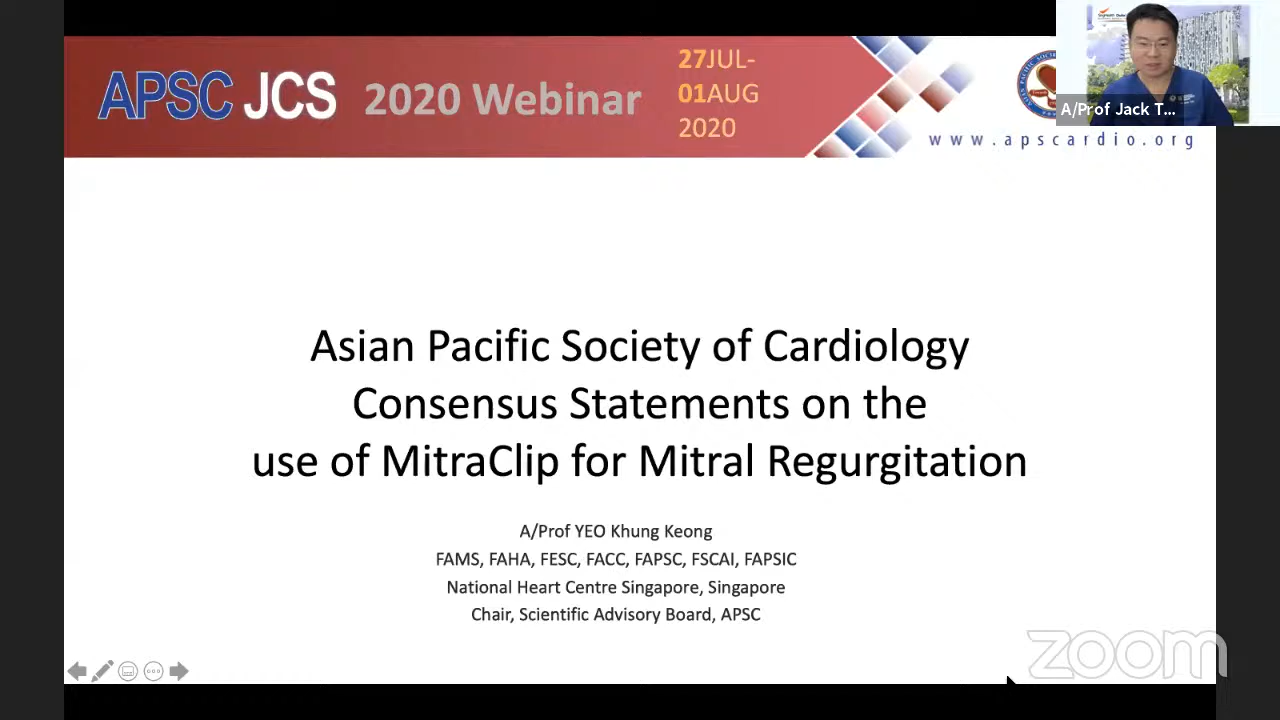 APSC JCS 2020 Webinar
27JUL-
01AUG
2020
www.apscardio.org
A/Prof Jack T...
Asian Pacific Society of Cardiology
Consensus Statements on the
use of MitraClip for Mitral Regurgitation
A/Prof YEO Khung Keong
FAMS, FAHA, FESC, FACC, FAPSC, FSCAI, FAPSIC
National Heart Centre Singapore, Singapore
Chair, Scientific Advisory Board, APSC
zoom